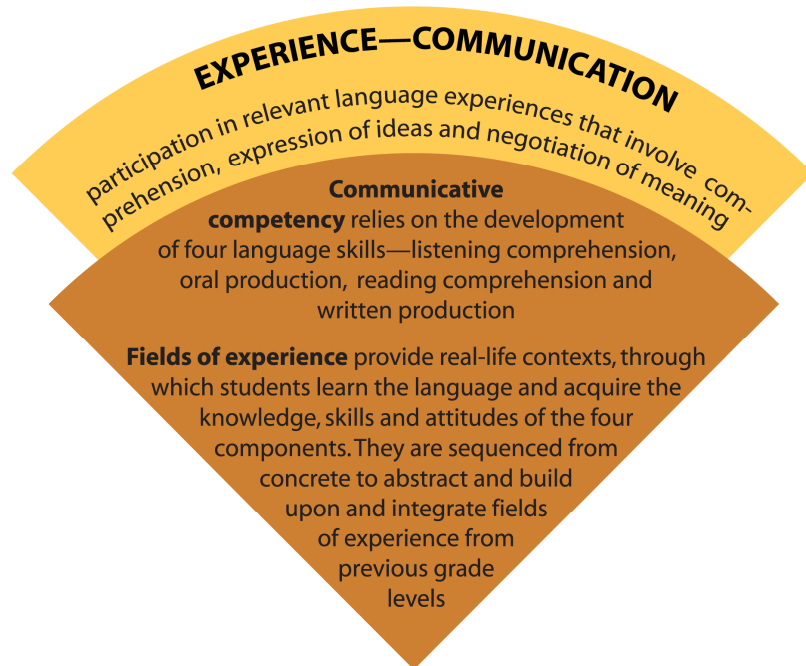 EXPERIENCE—COMMUNICATION
participation in relevant language experiences that involve com-
prehension, expression of ideas and negotiation of meaning
Communicative
competency relies on the development
of four language skills—listening comprehension,
oral production, reading comprehension and
written production
Fields of experience provide real-life contexts, through
which students learn the language and acquire the
knowledge, skills and attitudes of the four
components. They are sequenced from
concrete to abstract and build
upon and integrate fields
of experience from
previous grade
levels